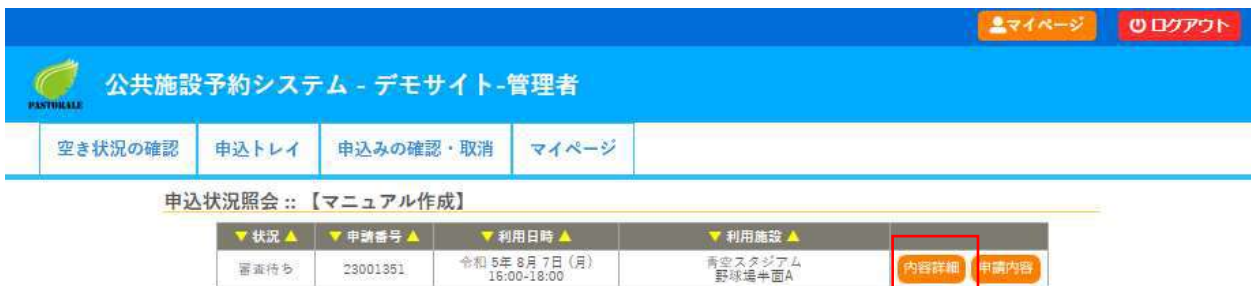 マイページ ログアウト
PASTORALE
公共施設予約システム - デモサイト-管理者
空き状況の確認 申込トレイ 申込みの確認・取消 マイページ
申込状況照会 :: 【マニュアル作成】
▼ 状況 ▲ ▼ 申請番号 ▲ ▼ 利用日時 ▲ ▼ 利用施設 ▲
審査待ち 23001351 令和 5年 8月 7日 (月) 青空スタジアム 内容詳細 申請内容
16:00-18:00 野球場半面A